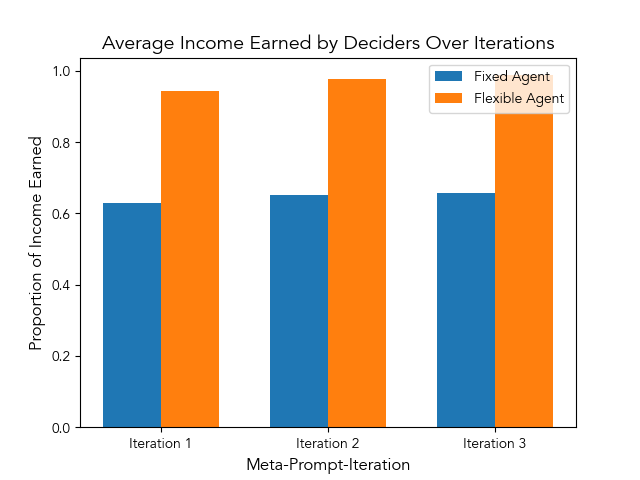 Average Income Earned by Deciders Over Iterations
Fixed Agent
Flexible Agent
Proportion of Income Earned
1.0
0.8
0.6
0.4
0.2
0.0
Iteration 1
Iteration 2
Iteration 3
Meta-Prompt-Iteration